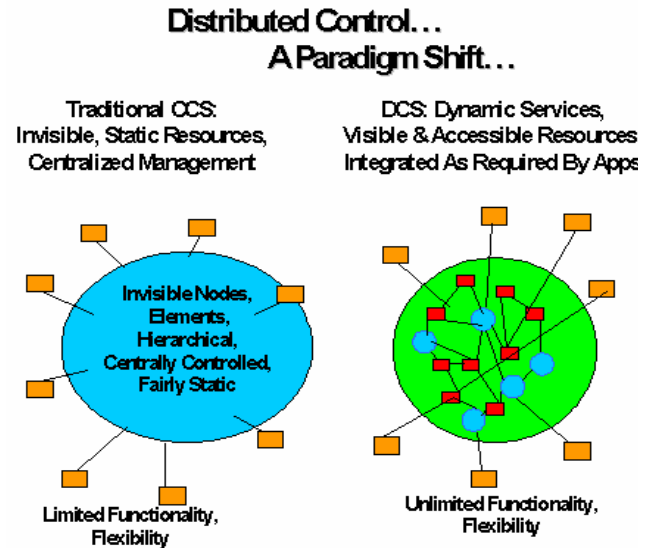 Distributed Control...
A Paradigm Shift...
Traditional OCS:
Invisible, Static Resources,
Centralized Management
DCS: Dynamic Services,
Visible & Accessible Resources
Integrated As Required By Apps
Invisible Nodes,
Elements,
Hierarchical,
Centrally Controlled,
Fairly Static
Limited Functionality,
Flexibility
Unlimited Functionality,
Flexibility